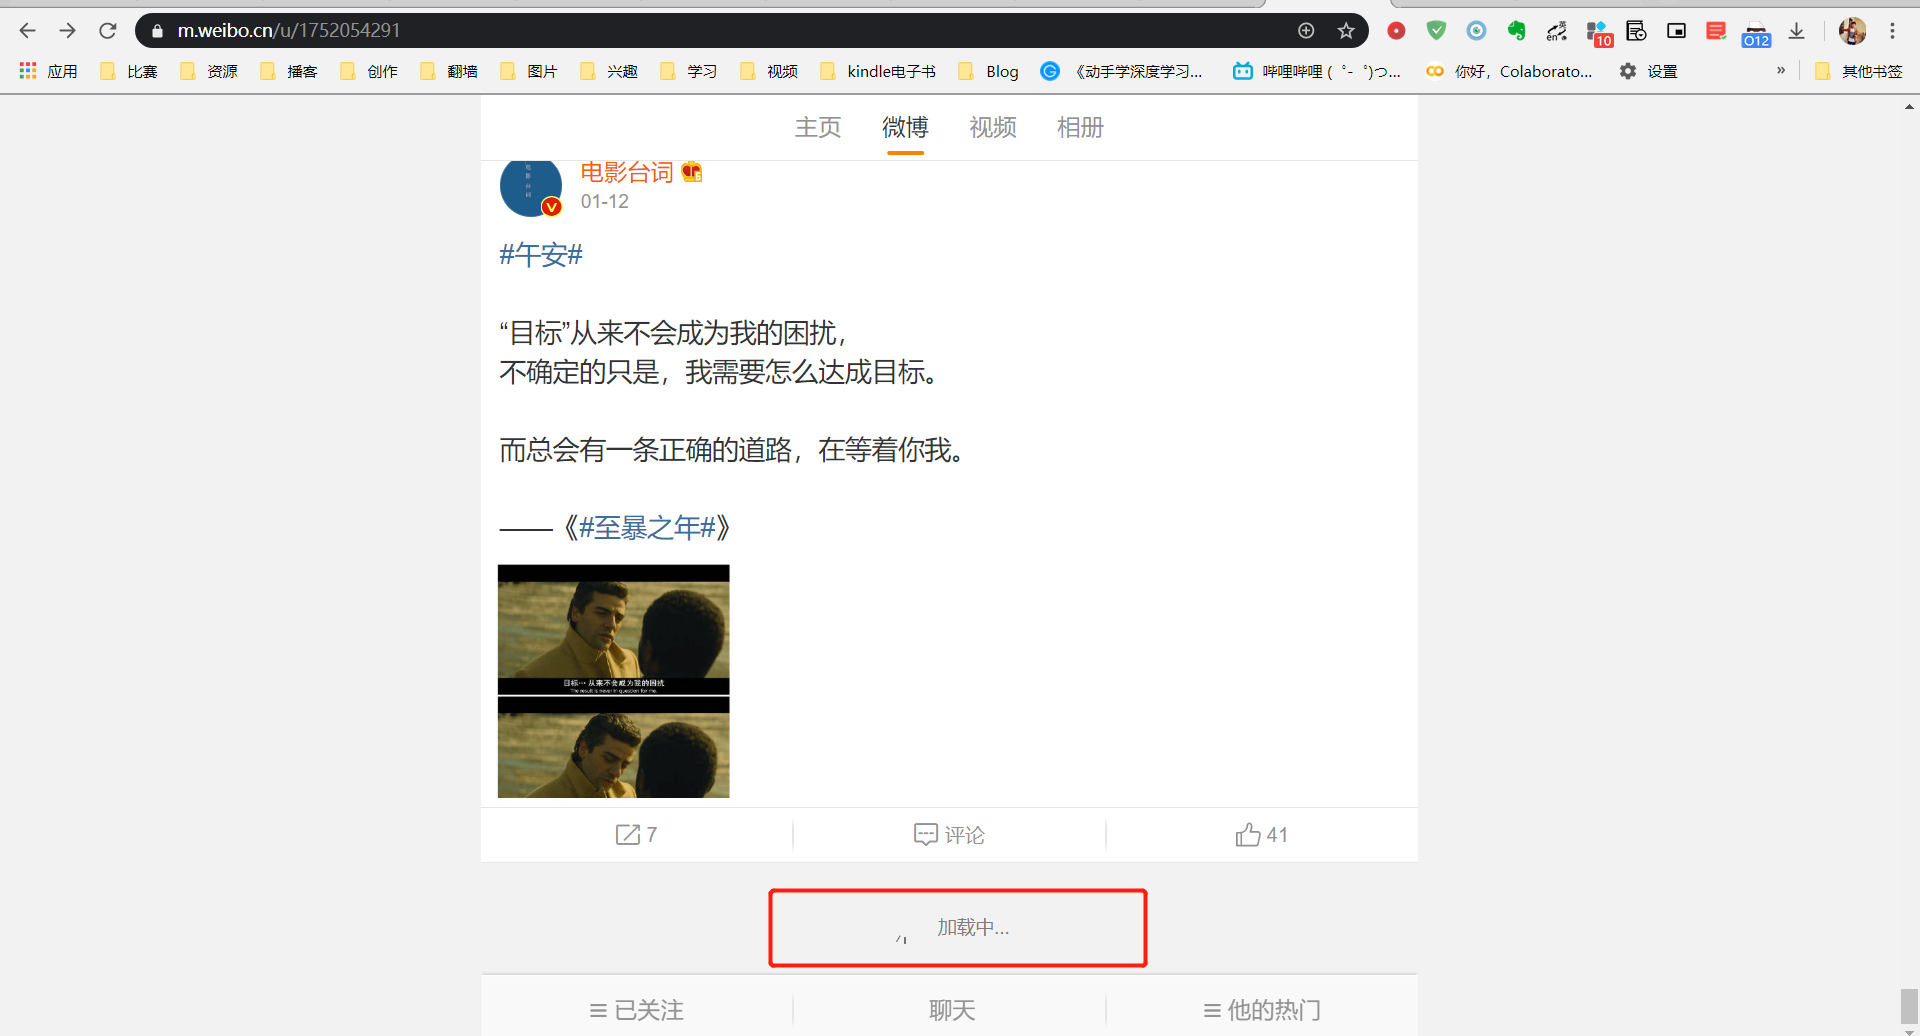 m.weibo.cn/u/1752054291
英
en
10
O12
应用
比赛
资源
播客
创作
翻墙
图片
兴趣
学习
视频
kindle电子书
Blog
《动手学深度学习...
哔哩哔哩 ( ゜- ゜)つ...
你好，Colaborato...
设置
»
其他书签
主页
微博
视频
相册
电影台词
电影台词
V
01-12
#午安#
“目标”从来不会成为我的困扰，
不确定的只是，我需要怎么达成目标。
而总会有一条正确的道路，在等着你我。
——《#至暴之年#》
目标··· 从来不会成为我的困扰
The result is never in question for me.
7
评论
41
加载中...
已关注
聊天
他的热门